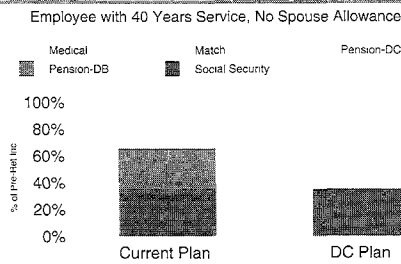 Employee with 40 Years Service, No Spouse Allowance
Medical Match Pension-DC
Pension-DB Social Security
% of Pre-Ret Inc
100%
80%
60%
40%
20%
0%
Current Plan DC Plan